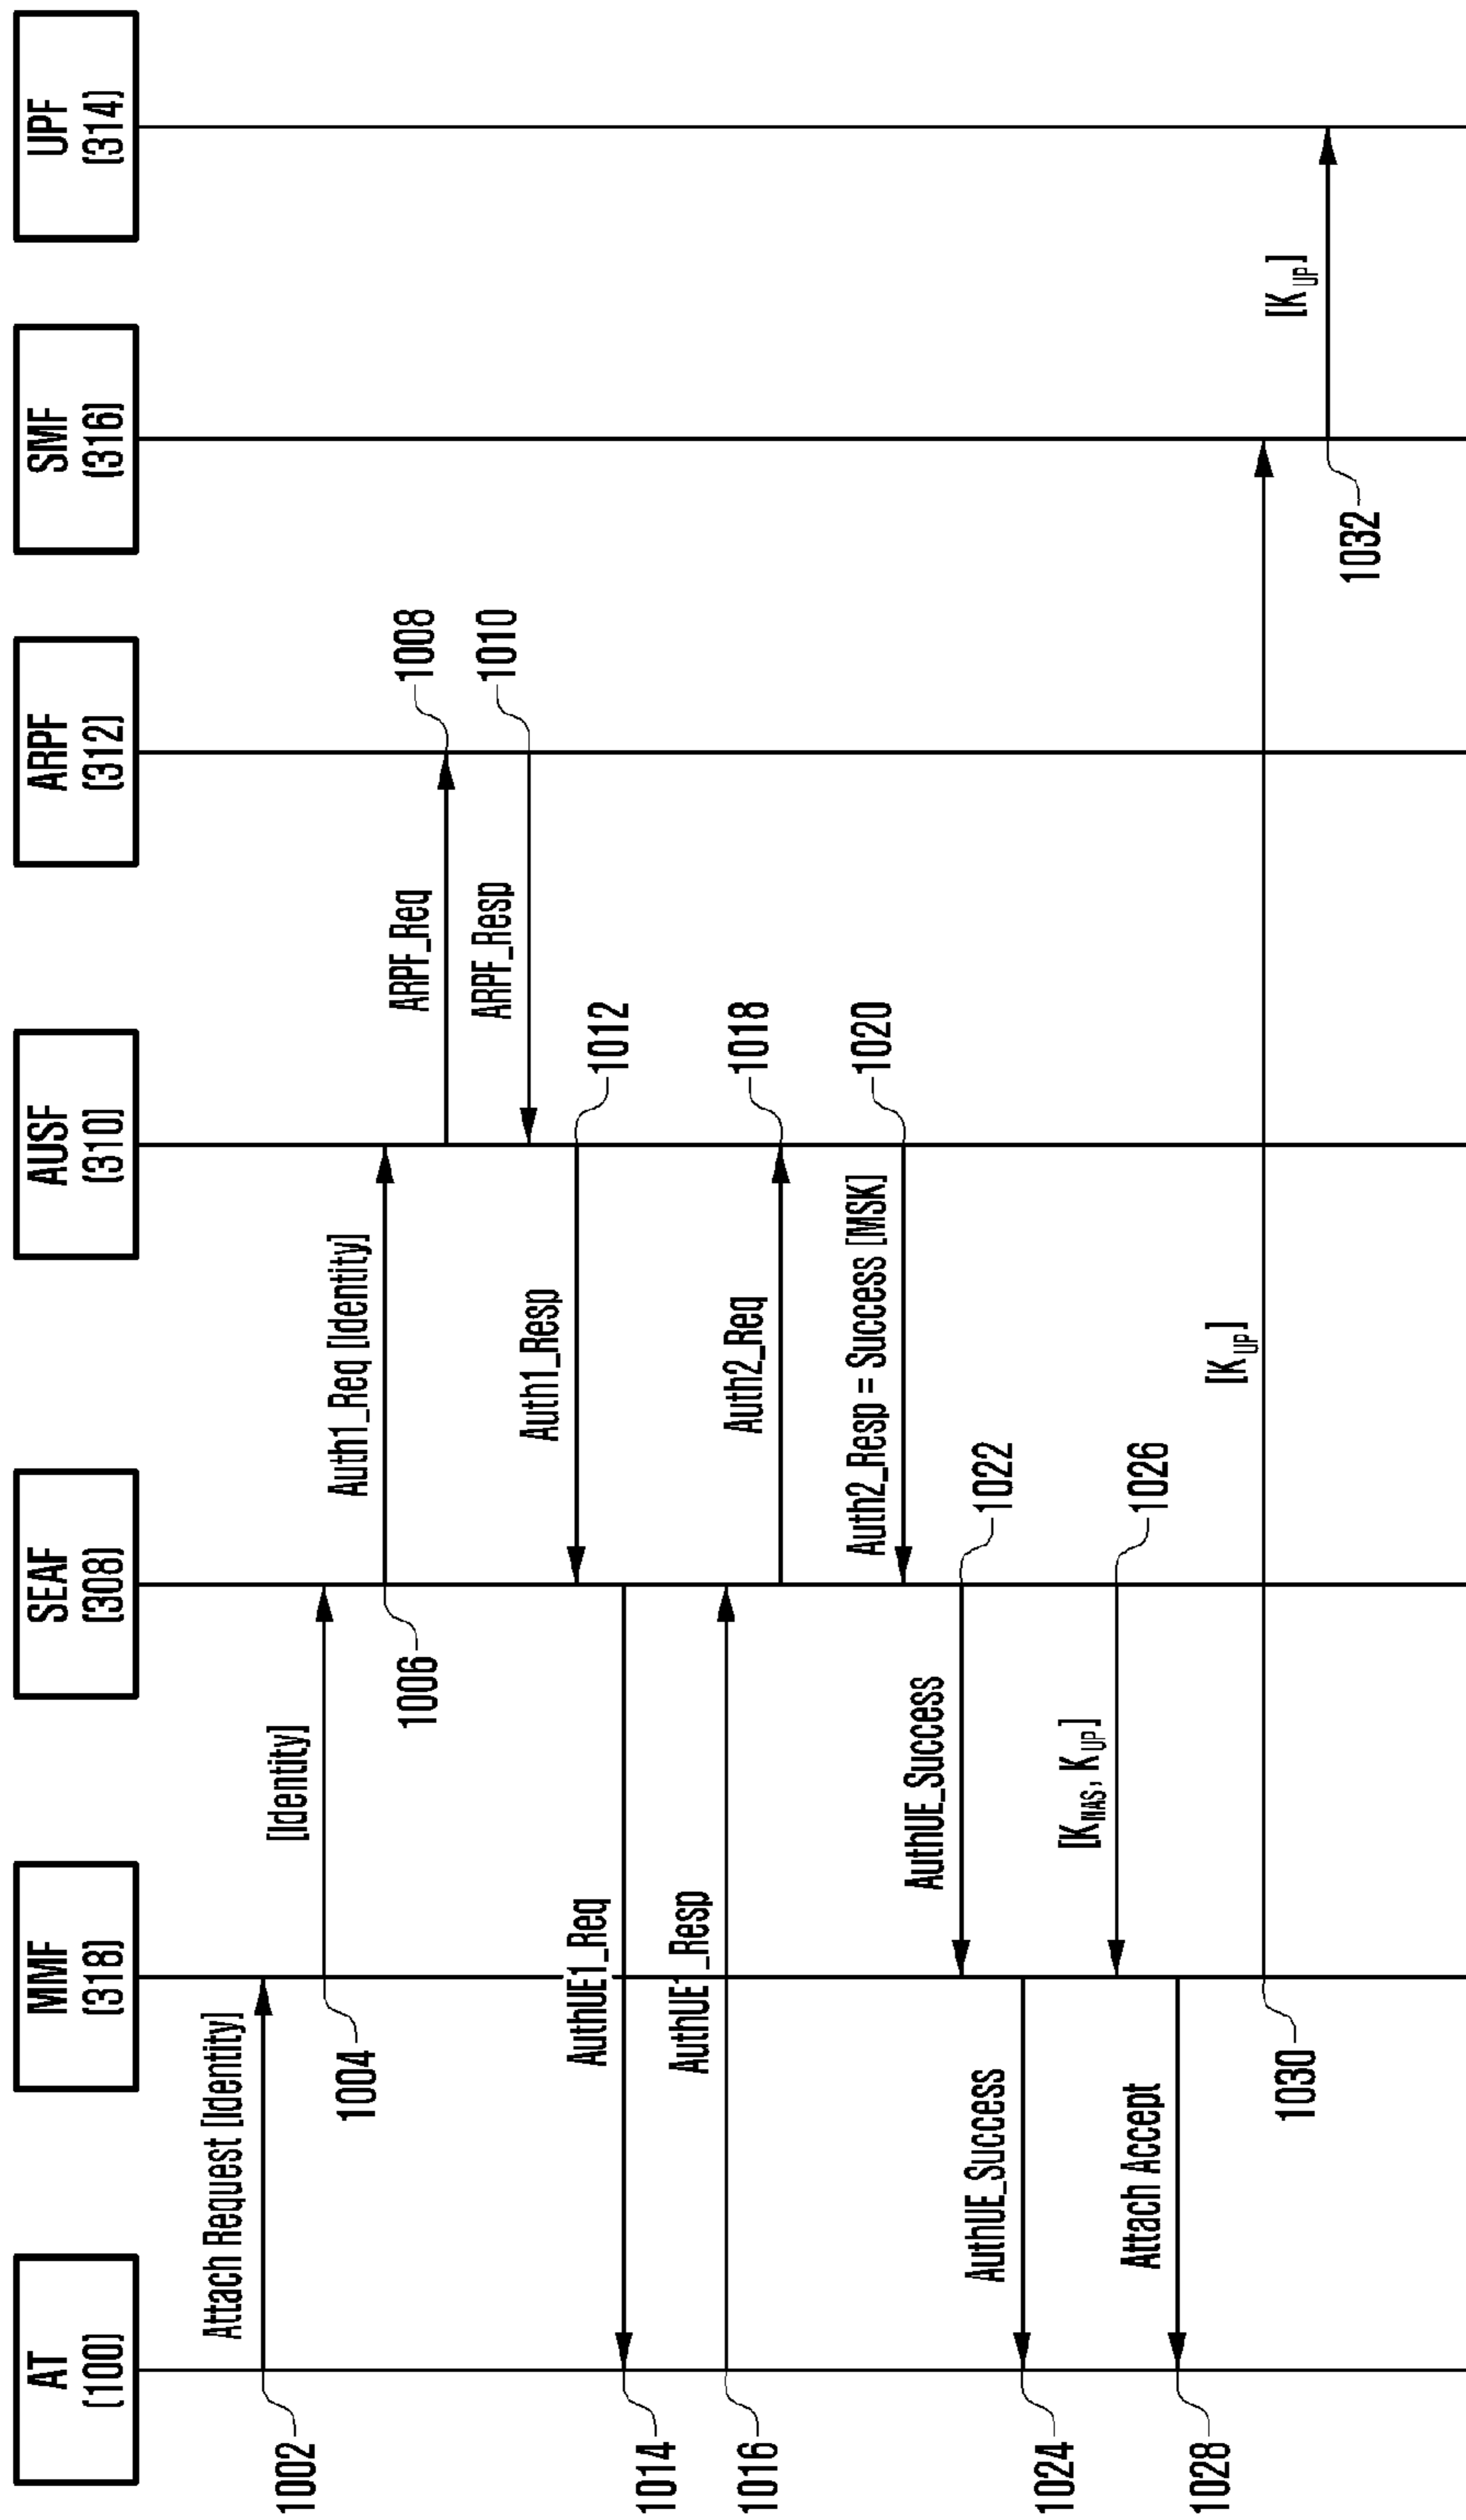 AT
(100)
MMF
(318)
SEAF
(308)
AUSF
(310)
ARPF
(312)
SMF
(316)
UPF
(314)
Attach Request [Identity]
1002
[Identity]
1004
Auth1_Req [Identity]
1006
ARPF_Req
1008
ARPF_Resp
1010
Auth1_Resp
1012
AuthUE1_Req
1014
AuthUE1_Resp
1016
Auth2_Req
1018
Auth2_Resp = Success [MSK]
1020
AuthUE_Success
1022
AuthUE_Success
1024
[KNAS, KUP]
1026
Attach Accept
1028
[KUP]
1030
[KUP]
1032